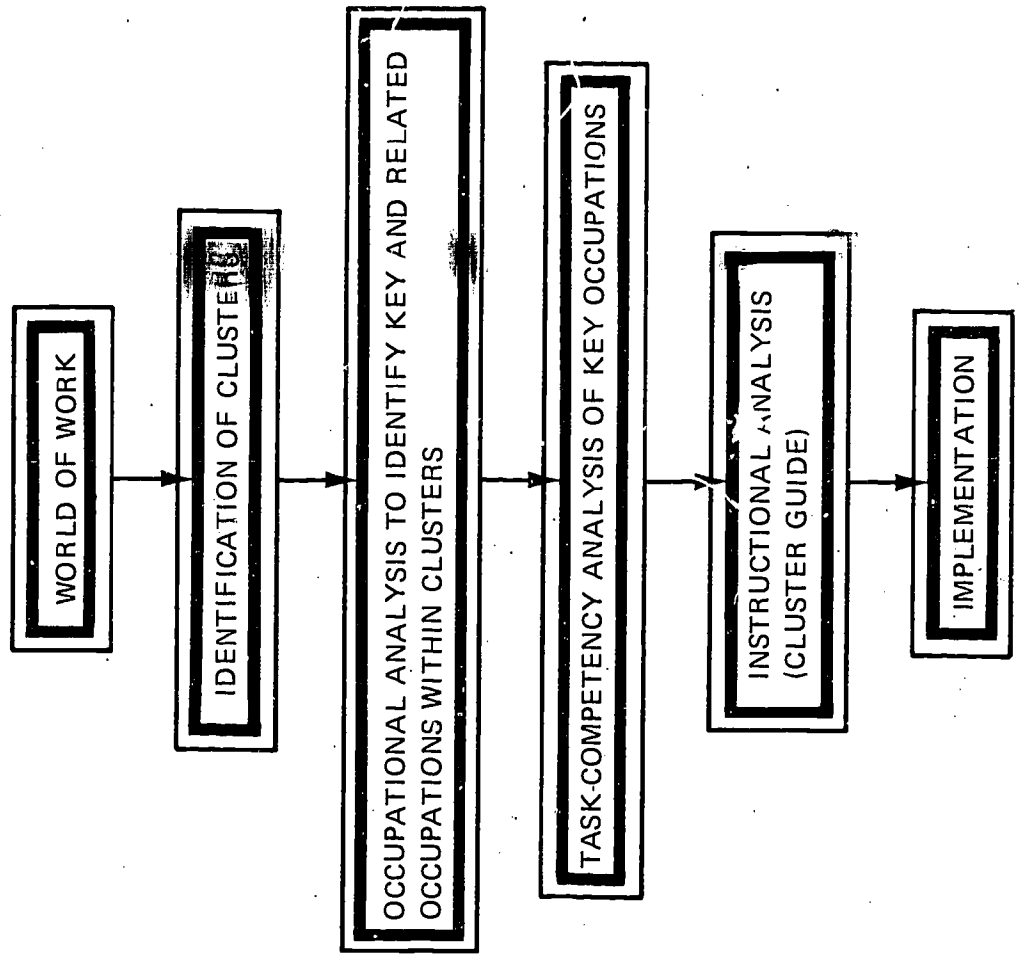 WORLD OF WORK
IDENTIFICATION OF CLUSTERS
OCCUPATIONAL ANALYSIS TO IDENTIFY KEY AND RELATED
OCCUPATIONS WITHIN CLUSTERS
TASK-COMPETENCY ANALYSIS OF KEY OCCUPATIONS
INSTRUCTIONAL ANALYSIS
(CLUSTER GUIDE)
IMPLEMENTATION